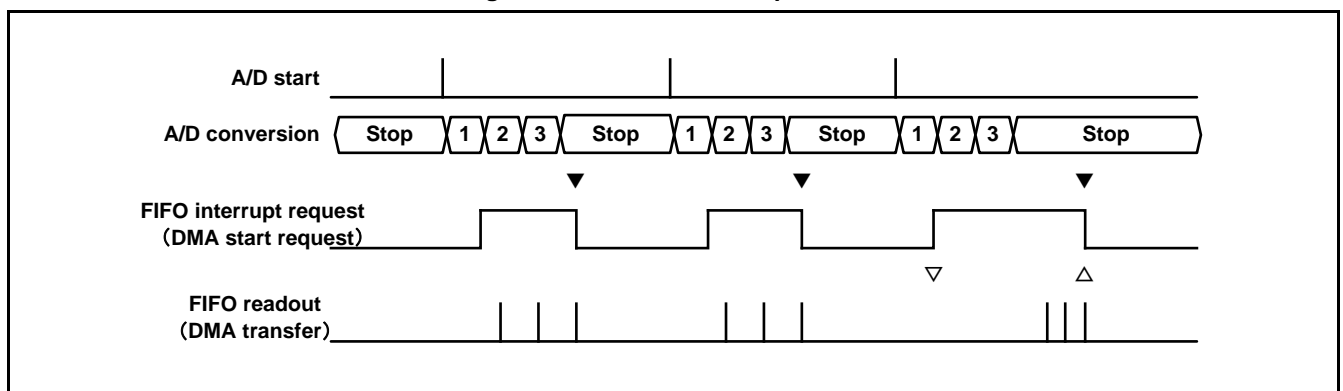 A/D start
A/D conversion Stop 1 2 3 Stop 1 2 3 Stop 1 2 3 Stop
▼ ▼ ▼
FIFO interrupt request
（DMA start request）
▽ △
FIFO readout
（DMA transfer）